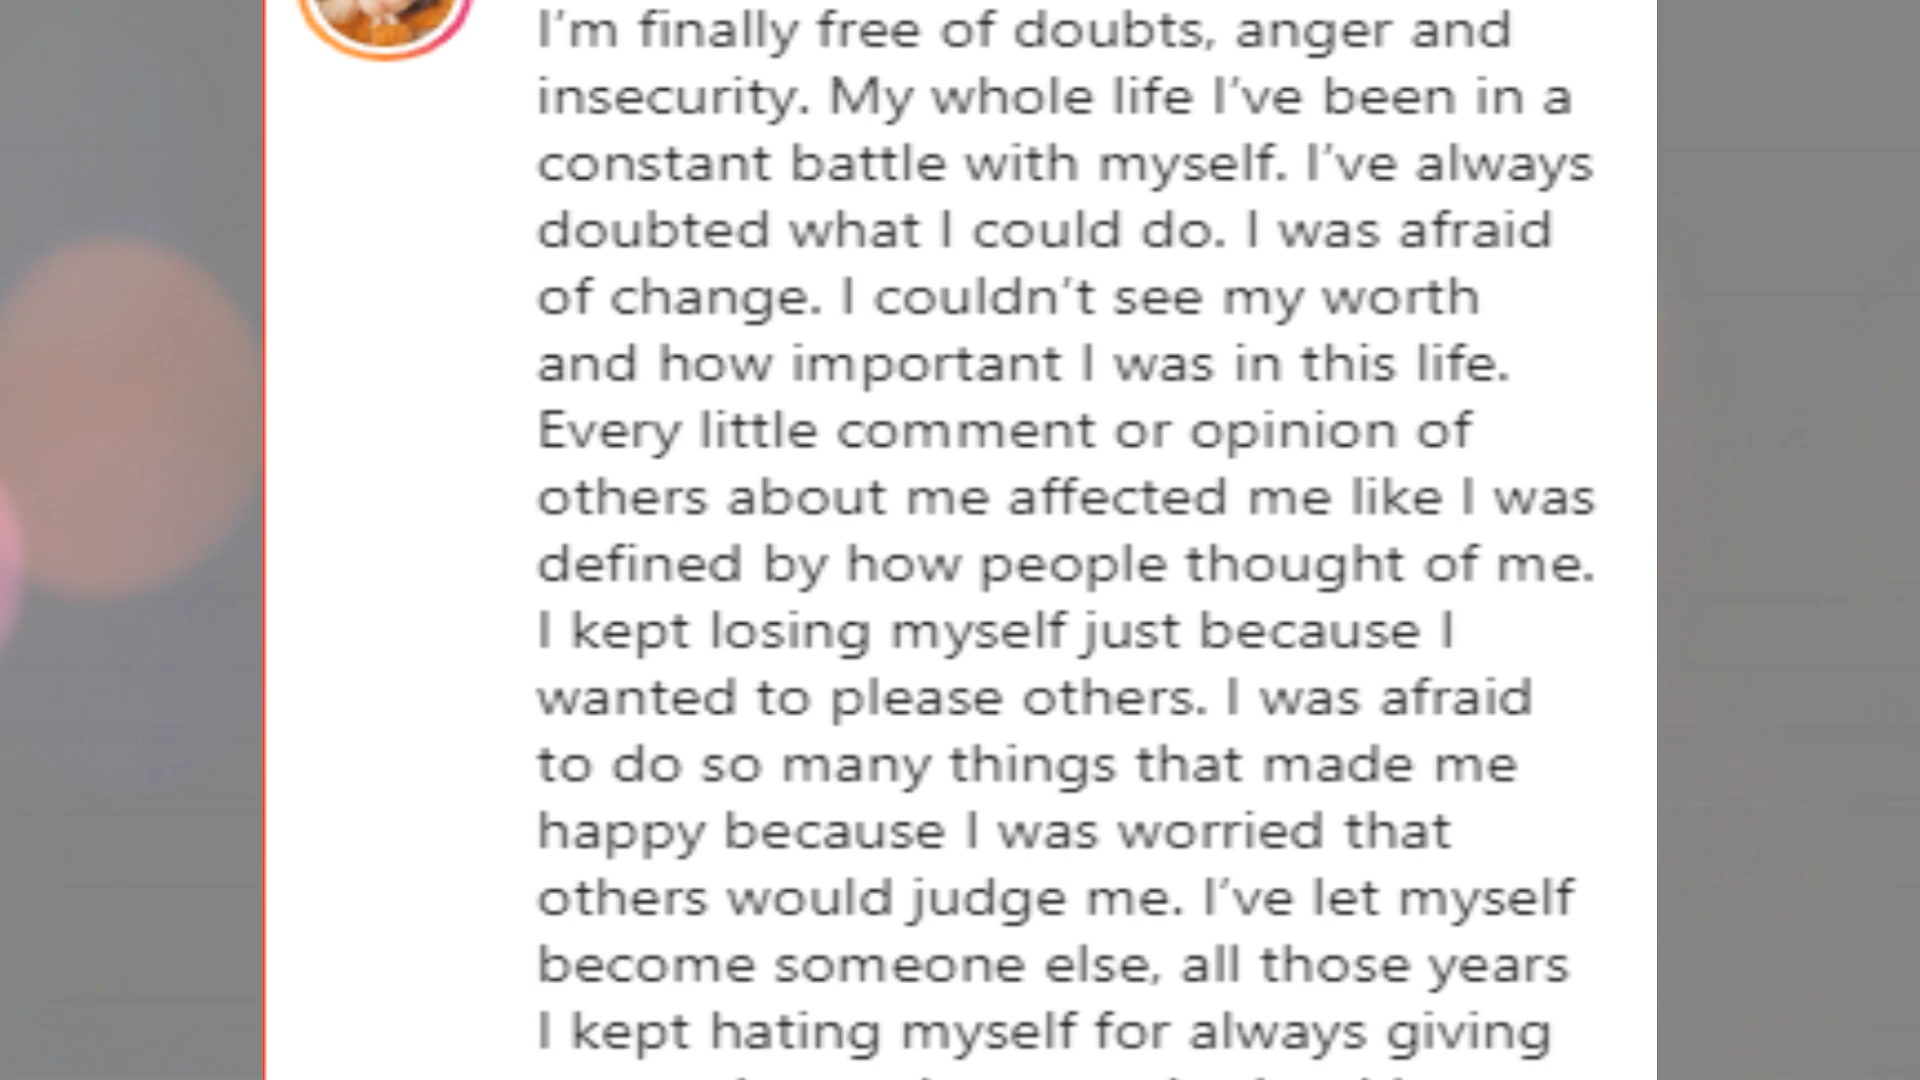 I'm finally free of doubts, anger and
insecurity. My whole life I've been in a
constant battle with myself. I've always
doubted what I could do. I was afraid
of change. I couldn't see my worth
and how important I was in this life.
Every little comment or opinion of
others about me affected me like I was
defined by how people thought of me.
I kept losing myself just because I
wanted to please others. I was afraid
to do so many things that made me
happy because I was worried that
others would judge me. I've let myself
become someone else, all those years
I kept hating myself for always giving